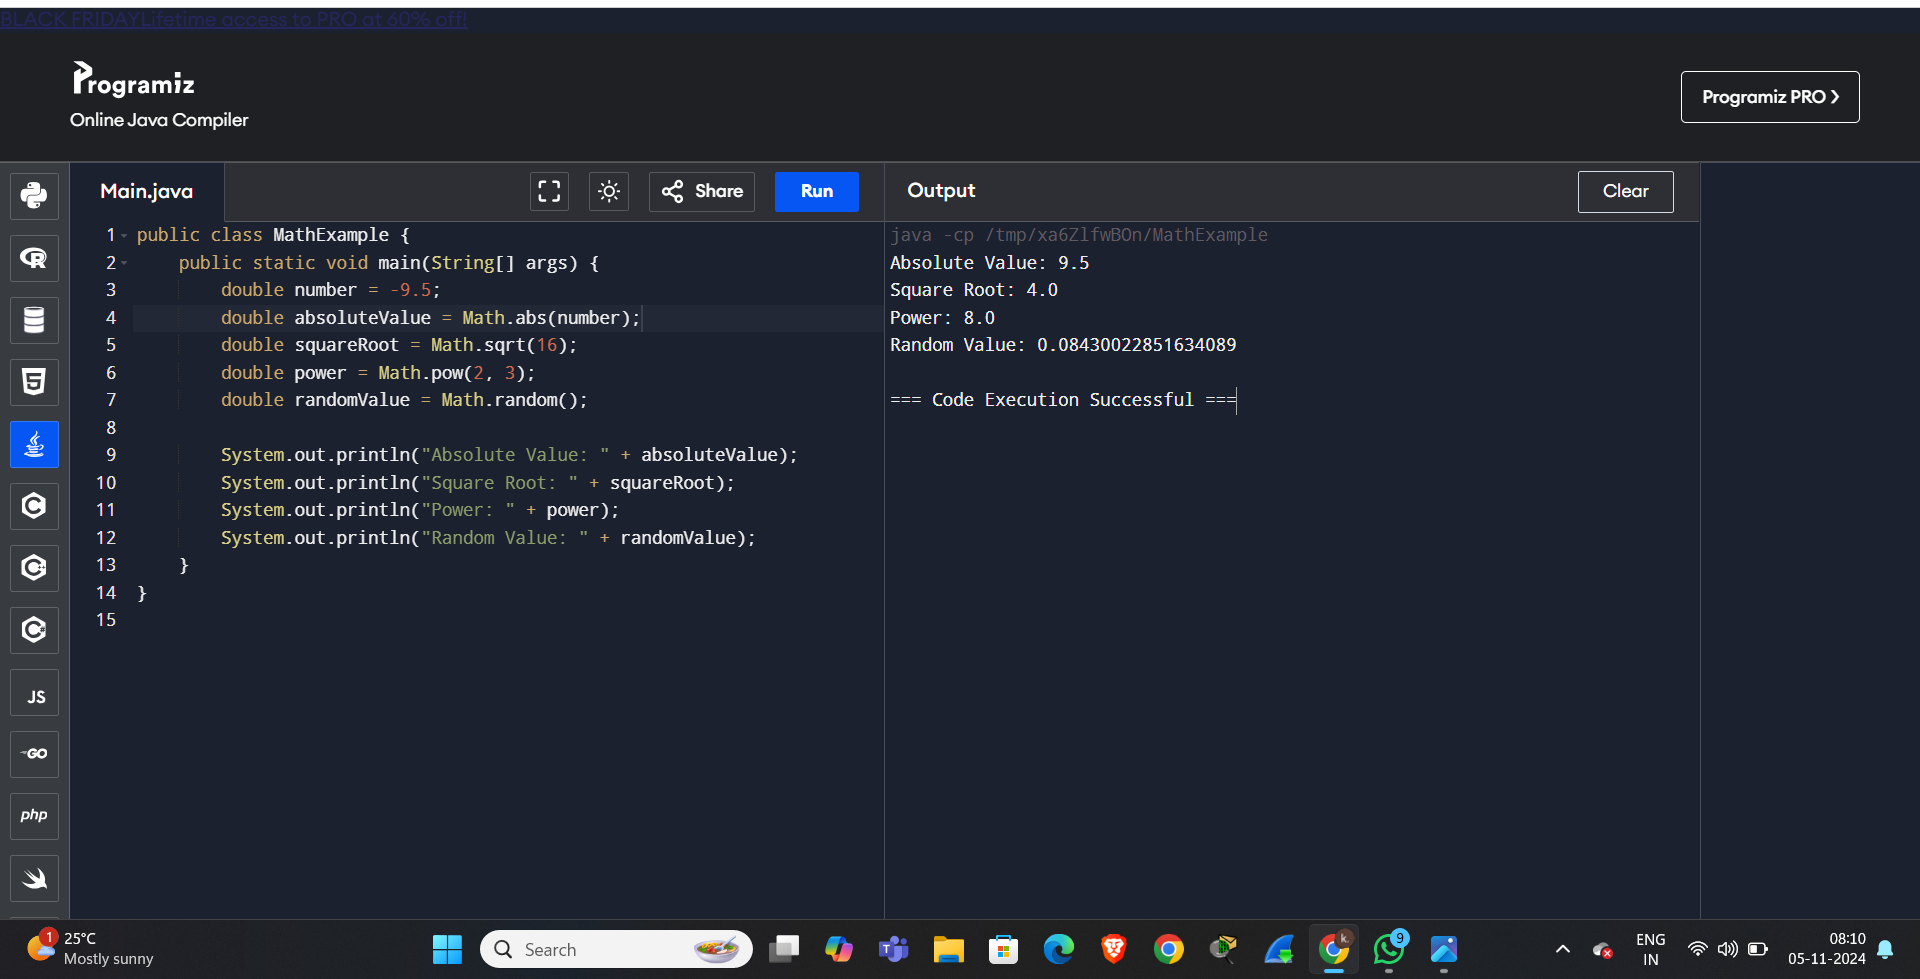 BLACK FRIDAYLifetime access to PRO at 60% off!
Programiz
Online Java Compiler
Programiz PRO ❯
Main.java
Share
Run
Output
Clear
1 public class MathExample {
2     public static void main(String[] args) {
3         double number = -9.5;
4         double absoluteValue = Math.abs(number);
5         double squareRoot = Math.sqrt(16);
6         double power = Math.pow(2, 3);
7         double randomValue = Math.random();
8
9         System.out.println("Absolute Value: " + absoluteValue);
10         System.out.println("Square Root: " + squareRoot);
11         System.out.println("Power: " + power);
12         System.out.println("Random Value: " + randomValue);
13     }
14 }
15
java -cp /tmp/xa6ZlfwBOn/MathExample
Absolute Value: 9.5
Square Root: 4.0
Power: 8.0
Random Value: 0.08430022851634089
=== Code Execution Successful ===
R
5
C
C++
C#
JS
GO
php
1
25°C
Mostly sunny
Search
T
k.
9
ENG
IN
08:10
05-11-2024